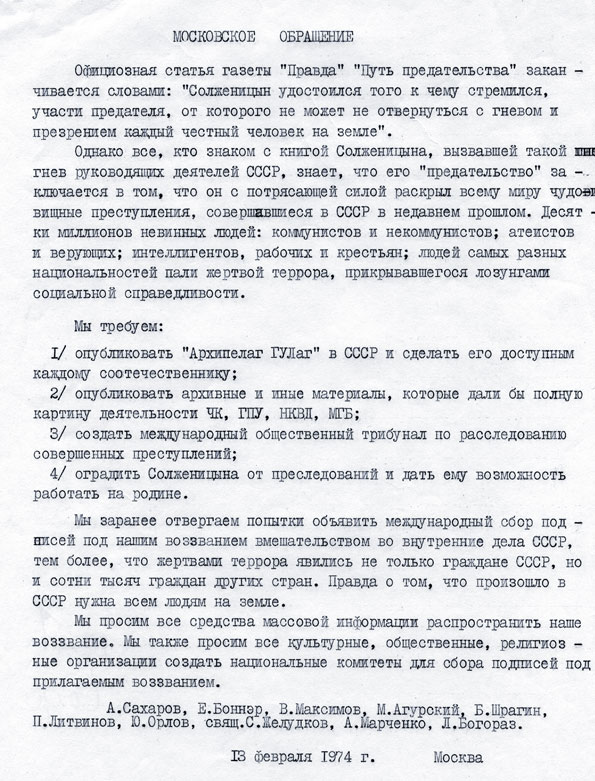 МОСКОВСКОЕ ОБРАЩЕНИЕ
Официозная статья газеты "Правда" "Путь предательства" закан -
чивается словами: "Солженицын удостоился того к чему стремился,
участи предателя, от которого не может не отвернуться с гневом и
презрением каждый честный человек на земле".
Однако все, кто знаком с книгой Солженицына, вызвавшей такой
гнев руководящих деятелей СССР, знает, что его "предательство" за -
ключается в том, что он с потрясающей силой раскрыл всему миру чудо
вищные преступления, совершавшиеся в СССР в недавнем прошлом. Десят -
ки миллионов невинных людей: коммунистов и некоммунистов; атеистов
и верующих; интеллигентов, рабочих и крестьян; людей самых разных
национальностей пали жертвой террора, прикрывавшегося лозунгами
социальной справедливости.
Мы требуем:
1/ опубликовать "Архипелаг ГУЛаг" в СССР и сделать его доступным
каждому соотечественнику;
2/ опубликовать архивные и иные материалы, которые дали бы полную
картину деятельности ЧК, ГПУ, НКВД, МГБ;
3/ создать международный общественный трибунал по расследованию
совершенных преступлений;
4/ оградить Солженицына от преследований и дать ему возможность
работать на родине.
Мы заранее отвергаем попытки объявить международный сбор под -
писей под нашим воззванием вмешательством во внутренние дела СССР,
тем более, что жертвами террора явились не только граждане СССР, но
и сотни тысяч граждан других стран. Правда о том, что произошло в
СССР нужна всем людям на земле.
Мы просим все средства массовой информации распространить наше
воззвание. Мы также просим все культурные, общественные, религиоз -
ные организации создать национальные комитеты для сбора подписей под
прилагаемым воззванием.
А.Сахаров, Е.Боннэр, В.Максимов, М.Агурский, Б.Шрагин,
П.Литвинов, Ю.Орлов, свящ.С.Желудков, А.Марченко, Л.Богораз.
13 февраля 1974 г. Москва